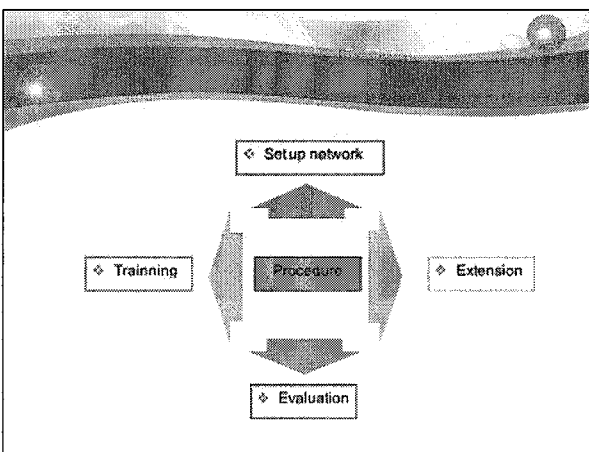 ❖ Setup network
❖ Trainning
Procedure
❖ Extension
❖ Evaluation